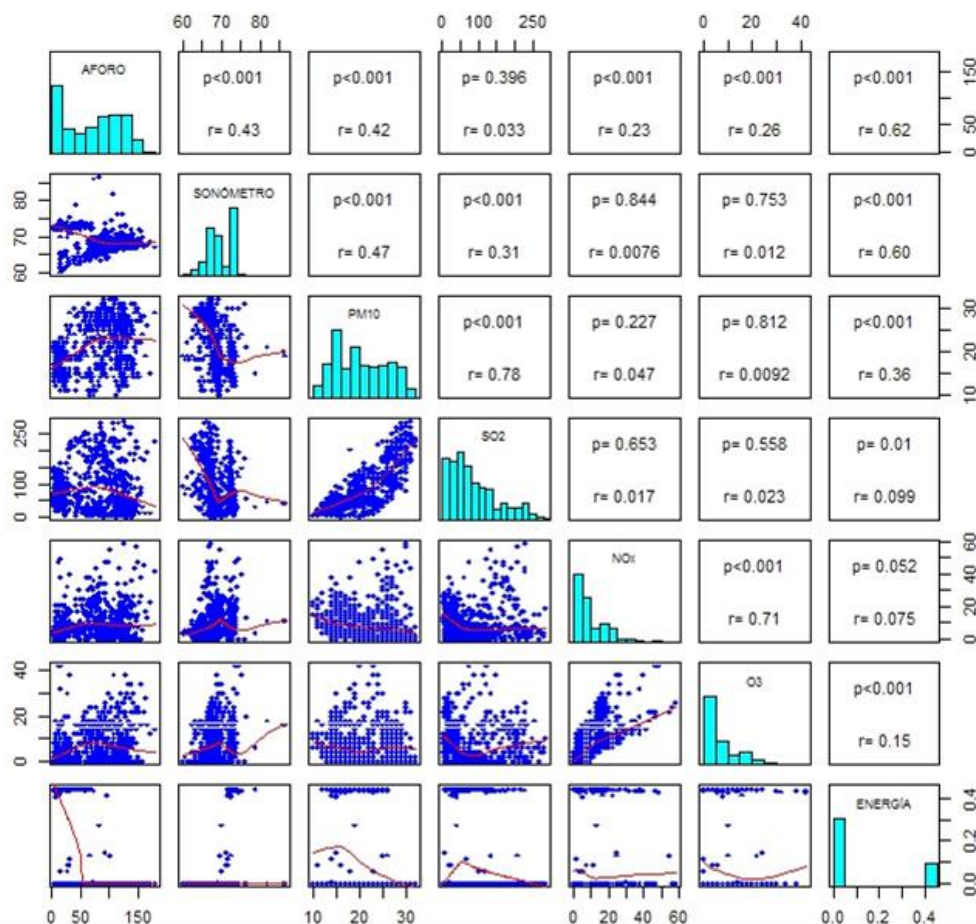 60 70 80
0 100 250
0 20 40
AFORO
p<0.001
p<0.001
p= 0.396
p<0.001
p<0.001
p<0.001
r= 0.43
r= 0.42
r= 0.033
r= 0.23
r= 0.26
r= 0.62
0 50 150
SONÓMETRO
p<0.001
p<0.001
p= 0.844
p= 0.753
p<0.001
r= 0.47
r= 0.31
r= 0.0076
r= 0.012
r= 0.60
60 70 80
PM10
p<0.001
p= 0.227
p= 0.812
p<0.001
r= 0.78
r= 0.047
r= 0.0092
r= 0.36
10 20 30
SO2
p= 0.653
p= 0.558
p= 0.01
r= 0.017
r= 0.023
r= 0.099
0 100 250
NOx
p<0.001
p= 0.052
r= 0.71
r= 0.075
0 20 40 60
O3
p<0.001
r= 0.15
0 20 40
ENERGÍA
0.0 0.2 0.4
0 50 150
10 20 30
0 20 40 60
0.0 0.2 0.4